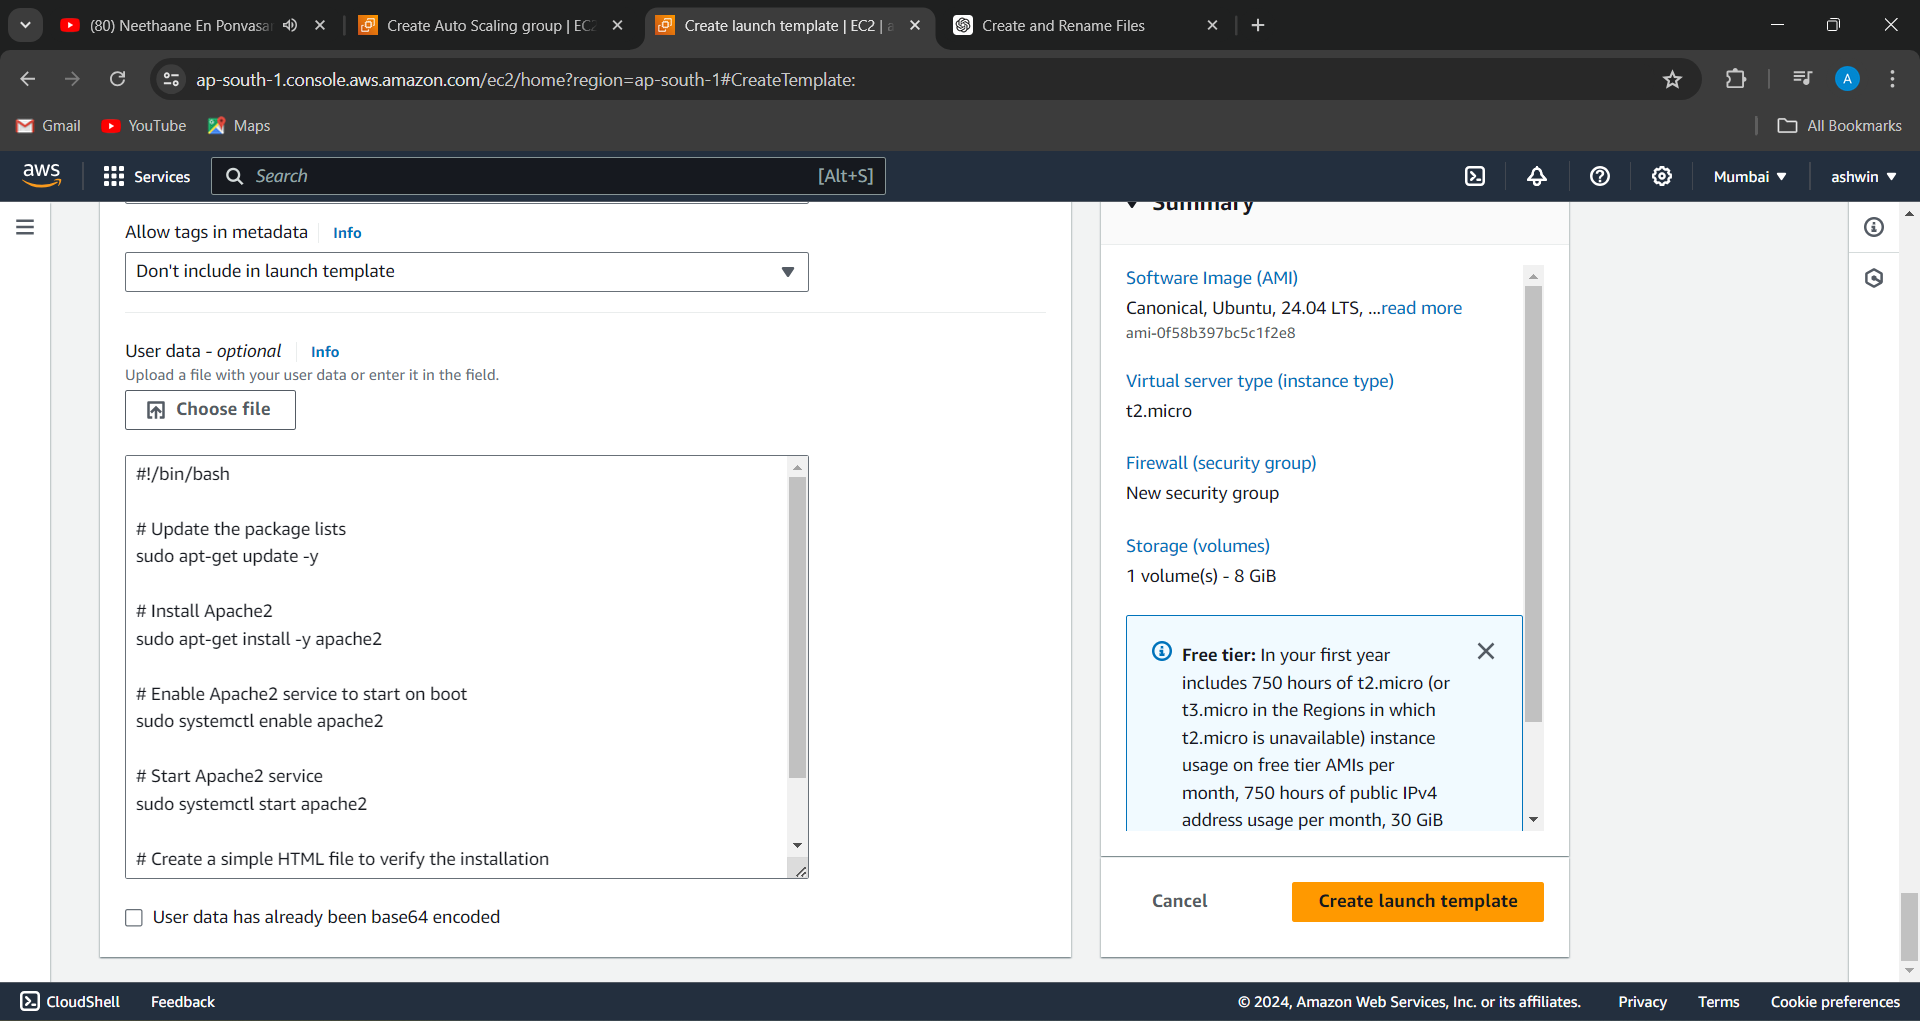 (80) Neethaane En Ponvasa
Create Auto Scaling group | EC2
Create launch template | EC2 | a
Create and Rename Files
ap-south-1.console.aws.amazon.com/ec2/home?region=ap-south-1#CreateTemplate:
A
Gmail
YouTube
Maps
All Bookmarks
aws
Services
Search
[Alt+S]
Mumbai
ashwin
Allow tags in metadata
Info
Don't include in launch template
User data - optional
Info
Upload a file with your user data or enter it in the field.
Choose file
#!/bin/bash
# Update the package lists
sudo apt-get update -y
# Install Apache2
sudo apt-get install -y apache2
# Enable Apache2 service to start on boot
sudo systemctl enable apache2
# Start Apache2 service
sudo systemctl start apache2
# Create a simple HTML file to verify the installation
User data has already been base64 encoded
Summary
Software Image (AMI)
Canonical, Ubuntu, 24.04 LTS, ...read more
ami-0f58b397bc5c1f2e8
Virtual server type (instance type)
t2.micro
Firewall (security group)
New security group
Storage (volumes)
1 volume(s) - 8 GiB
Free tier: In your first year
includes 750 hours of t2.micro (or
t3.micro in the Regions in which
t2.micro is unavailable) instance
usage on free tier AMIs per
month, 750 hours of public IPv4
address usage per month, 30 GiB
Cancel
Create launch template
CloudShell
Feedback
© 2024, Amazon Web Services, Inc. or its affiliates.
Privacy
Terms
Cookie preferences